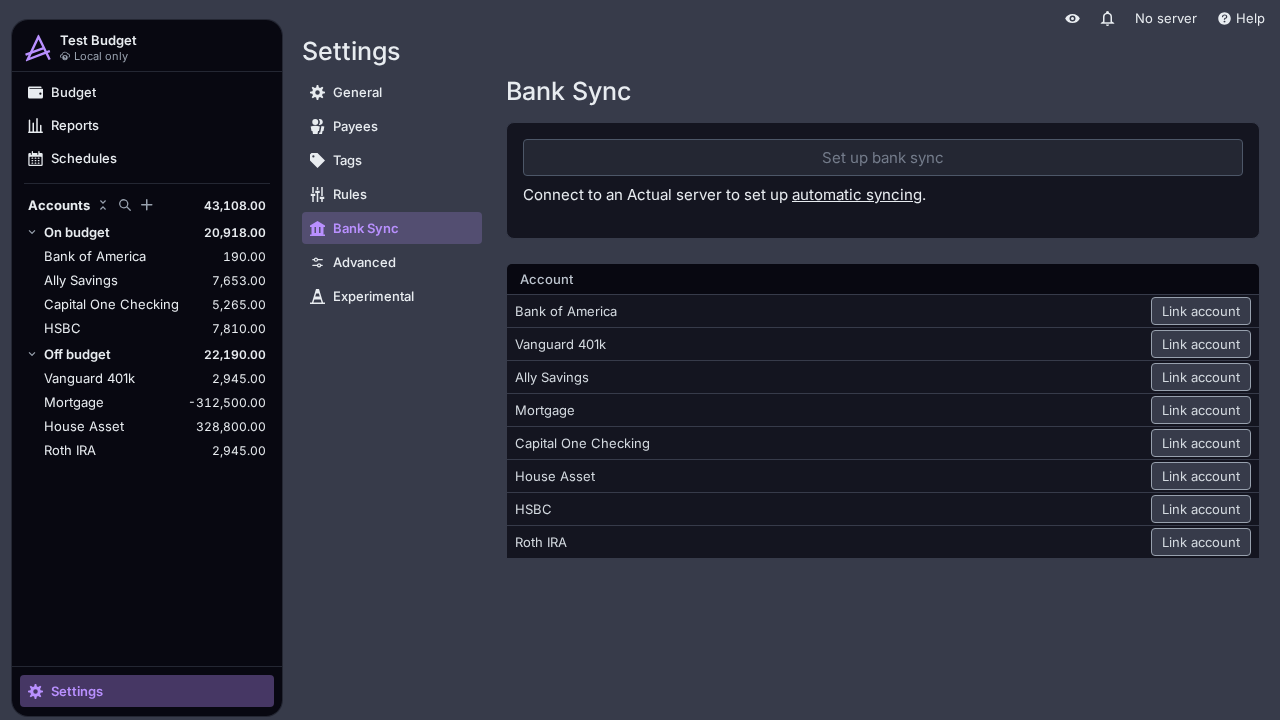 No server
Help
Test Budget
Local only
Budget
Reports
Schedules
Accounts 43,108.00
On budget 20,918.00
Bank of America 190.00
Ally Savings 7,653.00
Capital One Checking 5,265.00
HSBC 7,810.00
Off budget 22,190.00
Vanguard 401k 2,945.00
Mortgage -312,500.00
House Asset 328,800.00
Roth IRA 2,945.00
Settings
Settings
General
Payees
Tags
Rules
Bank Sync
Advanced
Experimental
Bank Sync
Set up bank sync
Connect to an Actual server to set up automatic syncing.
Account
Bank of America Link account
Vanguard 401k Link account
Ally Savings Link account
Mortgage Link account
Capital One Checking Link account
House Asset Link account
HSBC Link account
Roth IRA Link account